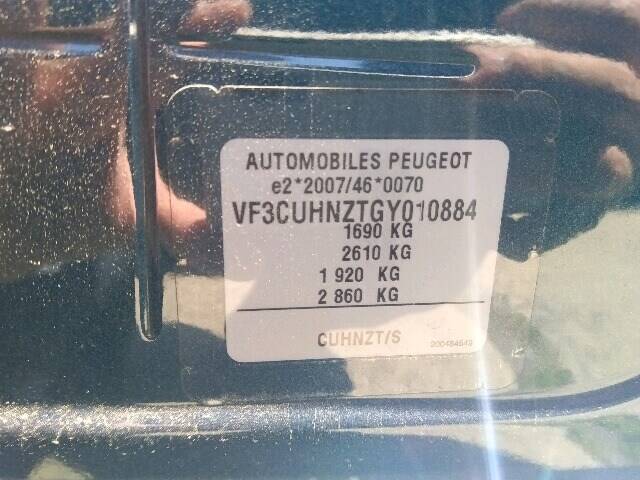 AUTOMOBILES PEUGEOT
e2*2007/46*0070
VF3CUHNZTGY010884
1690 KG
2610 KG
1 920 KG
2 860 KG
CUHNZT/S